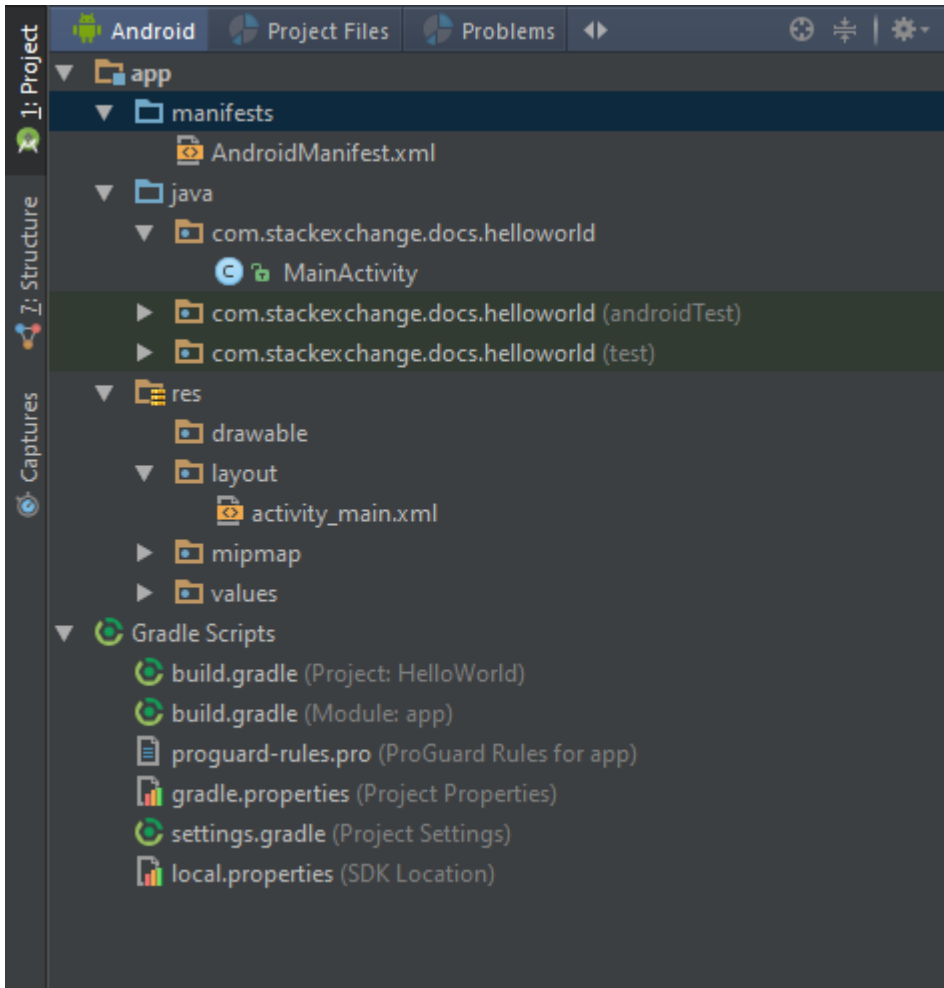 1: Project
7: Structure
Captures
Android Project Files Problems
app
manifests
AndroidManifest.xml
java
com.stackexchange.docs.helloworld
C MainActivity
com.stackexchange.docs.helloworld (androidTest)
com.stackexchange.docs.helloworld (test)
res
drawable
layout
activity_main.xml
mipmap
values
Gradle Scripts
build.gradle (Project: HelloWorld)
build.gradle (Module: app)
proguard-rules.pro (ProGuard Rules for app)
gradle.properties (Project Properties)
settings.gradle (Project Settings)
local.properties (SDK Location)